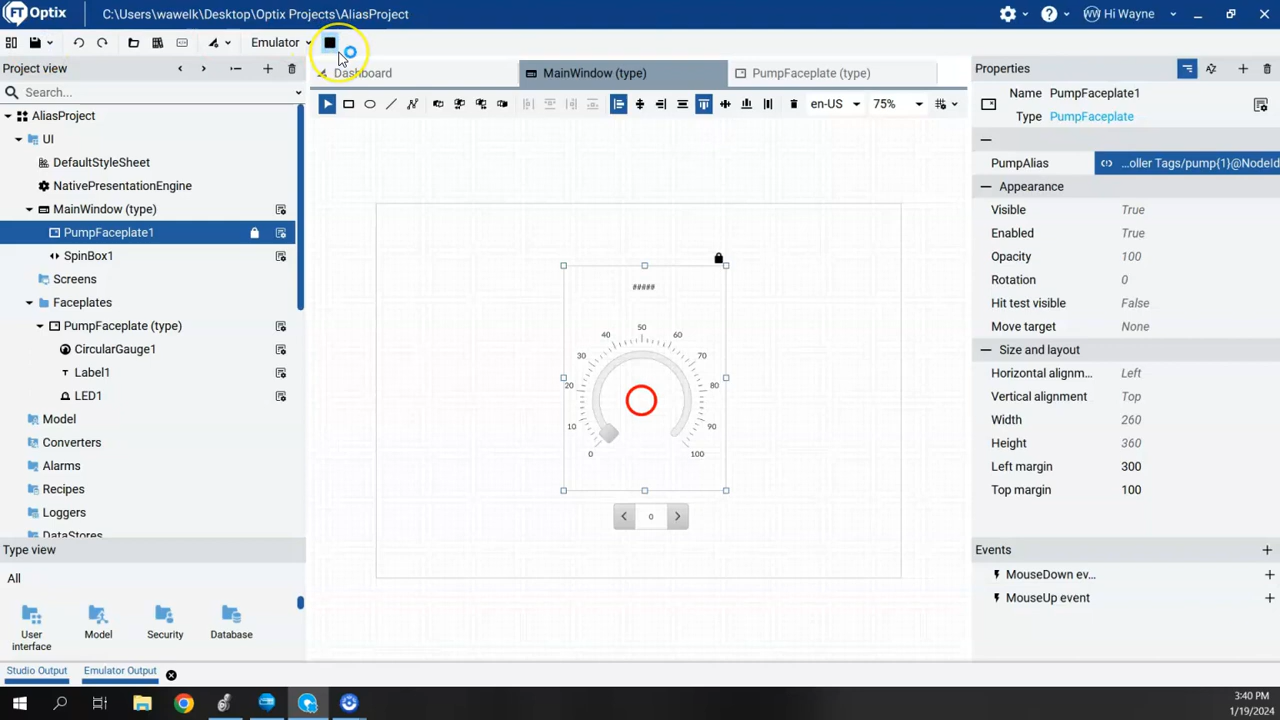 FT Optix C:\Users\wawelk\Desktop\Optix Projects\AliasProject
WW Hi Wayne
Emulator
Project view
Search...
AliasProject
UI
DefaultStyleSheet
NativePresentationEngine
MainWindow (type)
PumpFaceplate1
SpinBox1
Screens
Faceplates
PumpFaceplate (type)
CircularGauge1
Label1
LED1
Model
Converters
Alarms
Recipes
Loggers
DataStores
Type view
All
User interface
Model
Security
Database
Studio Output
Emulator Output
Dashboard
MainWindow (type)
PumpFaceplate (type)
en-US
75%
#####
0
10
20
30
40
50
60
70
80
90
100
0
Properties
Name PumpFaceplate1
Type PumpFaceplate
PumpAlias ...oller Tags/pump{1}@NodeId
Appearance
Visible True
Enabled True
Opacity 100
Rotation 0
Hit test visible False
Move target None
Size and layout
Horizontal alignm... Left
Vertical alignment Top
Width 260
Height 360
Left margin 300
Top margin 100
Events
MouseDown ev...
MouseUp event
3:40 PM
1/19/2024